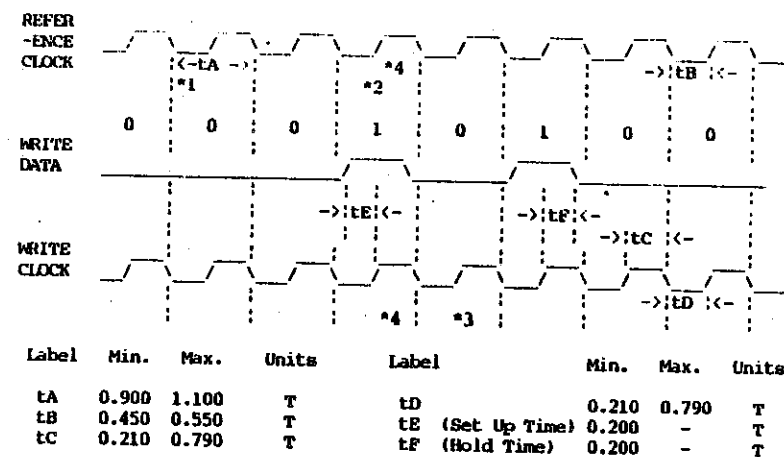 REFER
-ENCE
CLOCK
<-tA ->
*4
->tB<-
*1
*2
0 0 0 1 0 1 0 0
WRITE
DATA
->tE<-
->tF<-
->tC<-
WRITE
CLOCK
->tD<-
*4 *3
Label Min. Max. Units Label Min. Max. Units
tA 0.900 1.100 T tD 0.210 0.790 T
tB 0.450 0.550 T tE (Set Up Time) 0.200 - T
tC 0.210 0.790 T tF (Hold Time) 0.200 - T